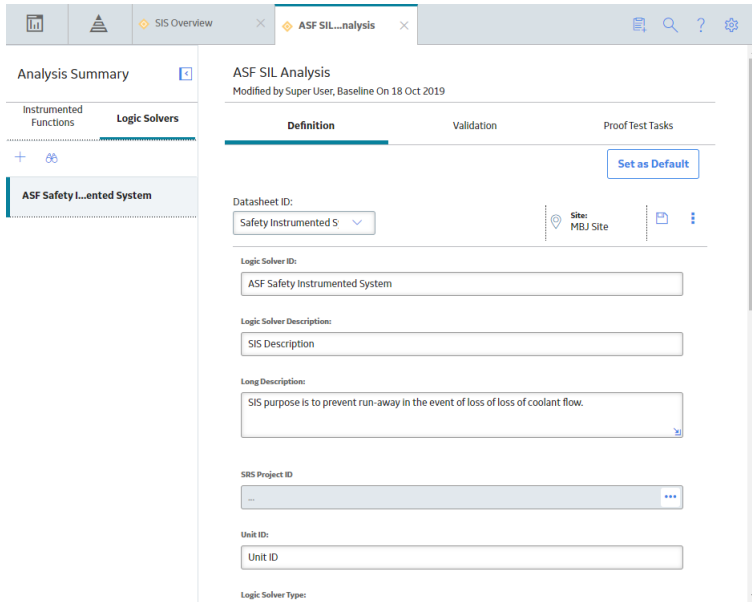 SIS Overview
ASF SIL...nalysis
Analysis Summary
Instrumented
Functions
Logic Solvers
ASF Safety I...ented System
ASF SIL Analysis
Modified by Super User, Baseline On 18 Oct 2019
Definition
Validation
Proof Test Tasks
Set as Default
Datasheet ID:
Safety Instrumented S
Site:
MBJ Site
Logic Solver ID:
ASF Safety Instrumented System
Logic Solver Description:
SIS Description
Long Description:
SIS purpose is to prevent run-away in the event of loss of loss of coolant flow.
SRS Project ID
...
Unit ID:
Unit ID
Logic Solver Type: